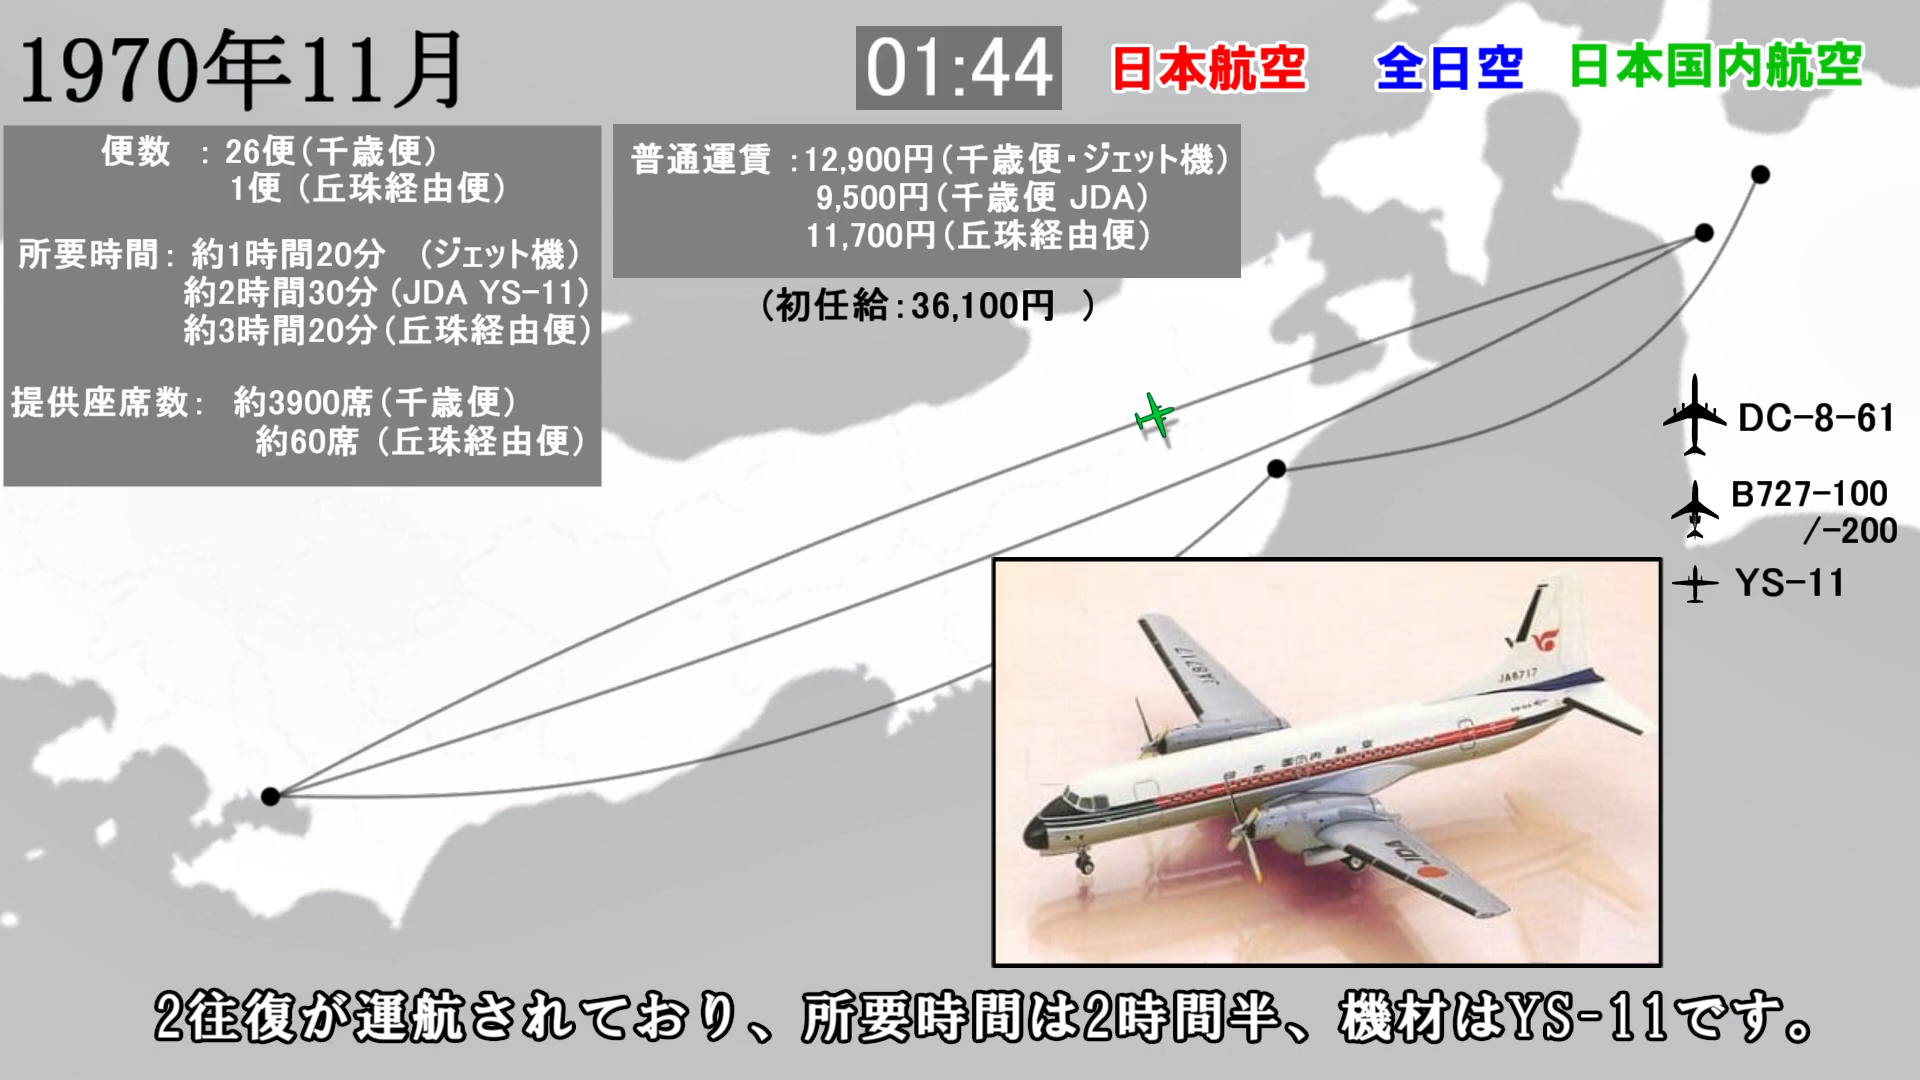 1970年11月
01:44
日本航空 全日空 日本国内航空
便数 : 26便(千歳便)
1便 (丘珠経由便)
所要時間: 約1時間20分 (ジェット機)
約2時間30分 (JDA YS-11)
約3時間20分(丘珠経由便)
提供座席数: 約3900席(千歳便)
約60席 (丘珠経由便)
普通運賃 :12,900円(千歳便・ジェット機)
9,500円(千歳便 JDA)
11,700円(丘珠経由便)
(初任給:36,100円 )
DC-8-61
B727-100
/-200
YS-11
JA8717
JA8717
日本国内航空
JDA
2往復が運航されており、所要時間は2時間半、機材はYS-11です。